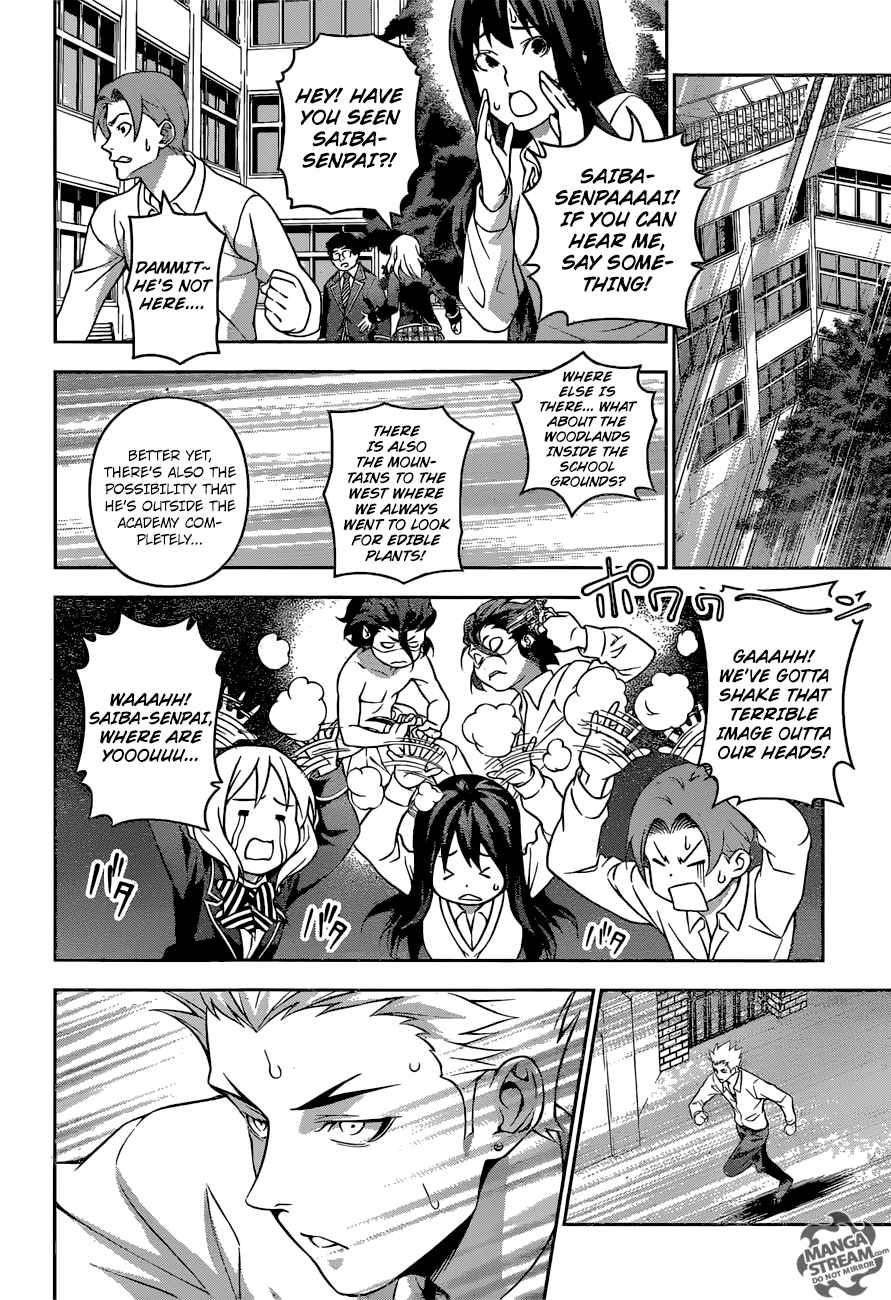 SAIBA-
SENPAAAAI!
IF YOU CAN
HEAR ME,
SAY SOME-
THING!
HEY! HAVE
YOU SEEN
SAIBA-
SENPAI?!
DAMMIT~
HE'S NOT
HERE....
WHERE
ELSE IS
THERE... WHAT
ABOUT THE
WOODLANDS
INSIDE
THE SCHOOL
GROUNDS?
THERE
IS ALSO
THE MOUN-
TAINS TO
THE WEST WHERE
WE ALWAYS
WENT TO LOOK
FOR EDIBLE
PLANTS!
BETTER YET,
THERE'S ALSO THE
POSSIBILITY THAT
HE'S OUTSIDE THE
ACADEMY COM-
PLETELY...
ポワワーン
GAAAHH!
WE'VE GOTTA
SHAKE THAT
TERRIBLE
IMAGE OUTTA
OUR HEADS!
WAAAHH!
SAIBA-SENPAI,
WHERE ARE
YOOOUUU...
バタ
バタ
バタ
MANGA
STREAM.com
DO NOT MIRROR!